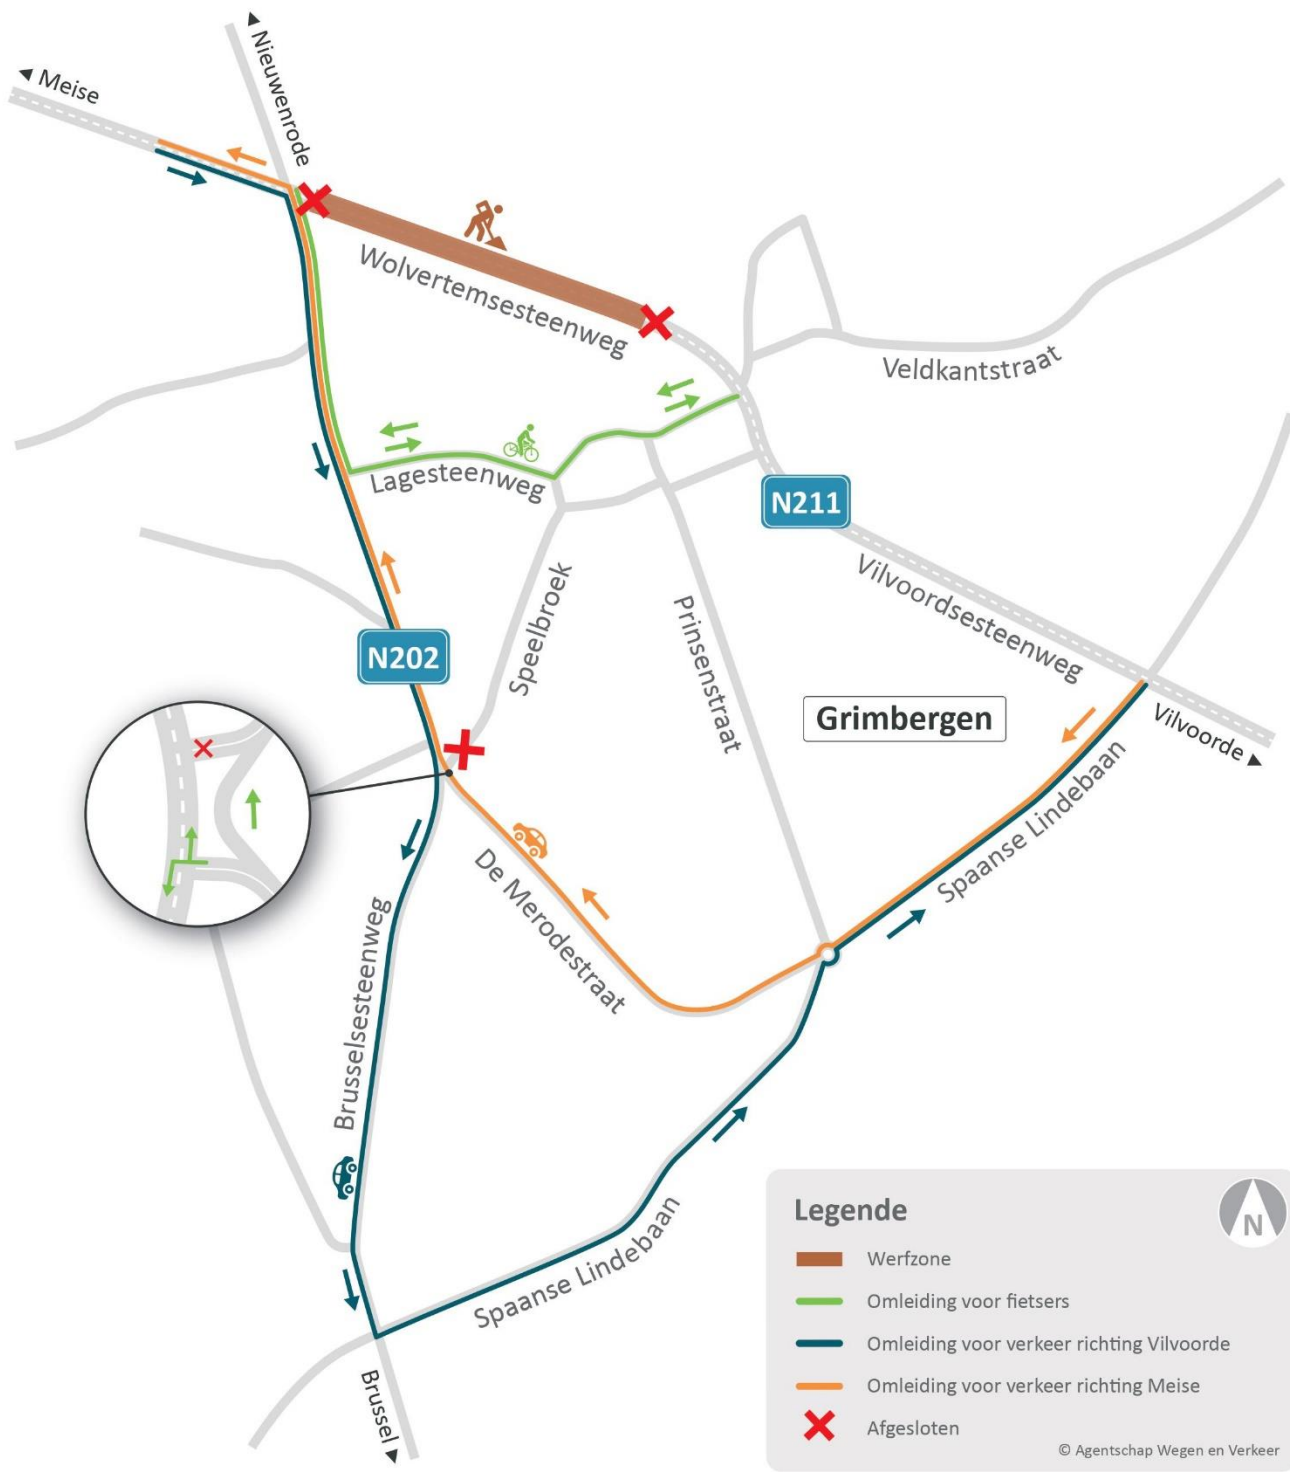 ◀ Meise
◀ Nieuwenrode
Wolvertemsesteenweg
Veldkantstraat
Lagesteenweg
N211
Vilvoordsesteenweg
Speelbroek
Prinsenstraat
N202
Grimbergen
Vilvoorde ▶
Spaanse Lindebaan
De Merodestraat
Brusselsesteenweg
Spaanse Lindebaan
Brussel ▶
Legende
N
Werfzone
Omleiding voor fietsers
Omleiding voor verkeer richting Vilvoorde
Omleiding voor verkeer richting Meise
Afgesloten
© Agentschap Wegen en Verkeer